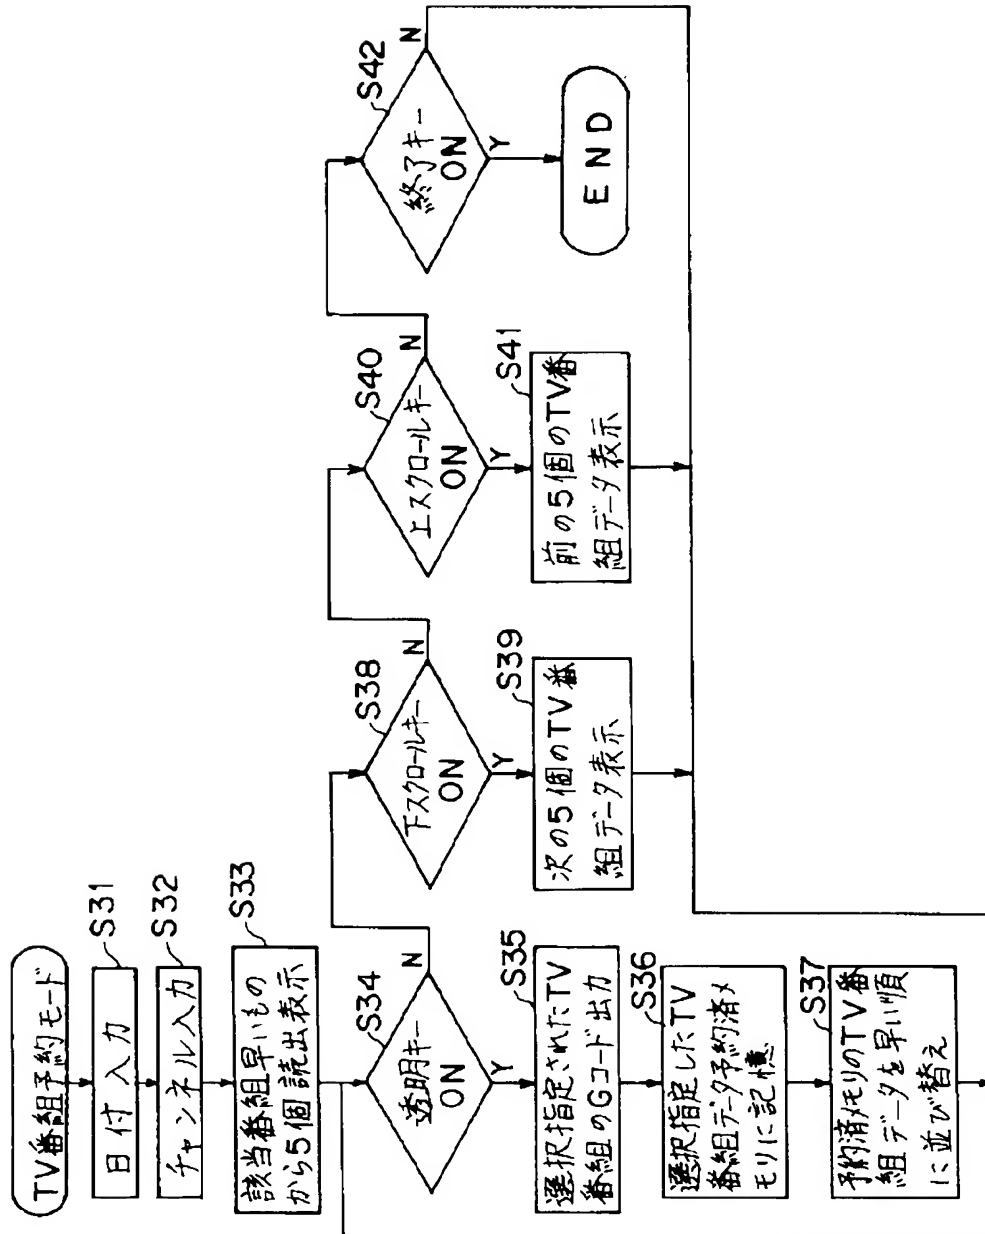 TV番組予約モード
S31
日付入力
S32
チャンネル入力
S33
該当番組早いもの
から5個読出表示
S34
透明キー
ON
N
Y
S35
選択指定されたTV
番組のGコード出力
S36
選択指定したTV
番組データ予約済メ
モリに記憶
S37
予約済メモリのTV番
組データを早い順
に並び替え
S38
下スクロールキー
ON
N
Y
S39
次の5個のTV番
組データ表示
S40
上スクロールキー
ON
N
Y
S41
前の5個のTV番
組データ表示
S42
終了キー
ON
N
Y
END